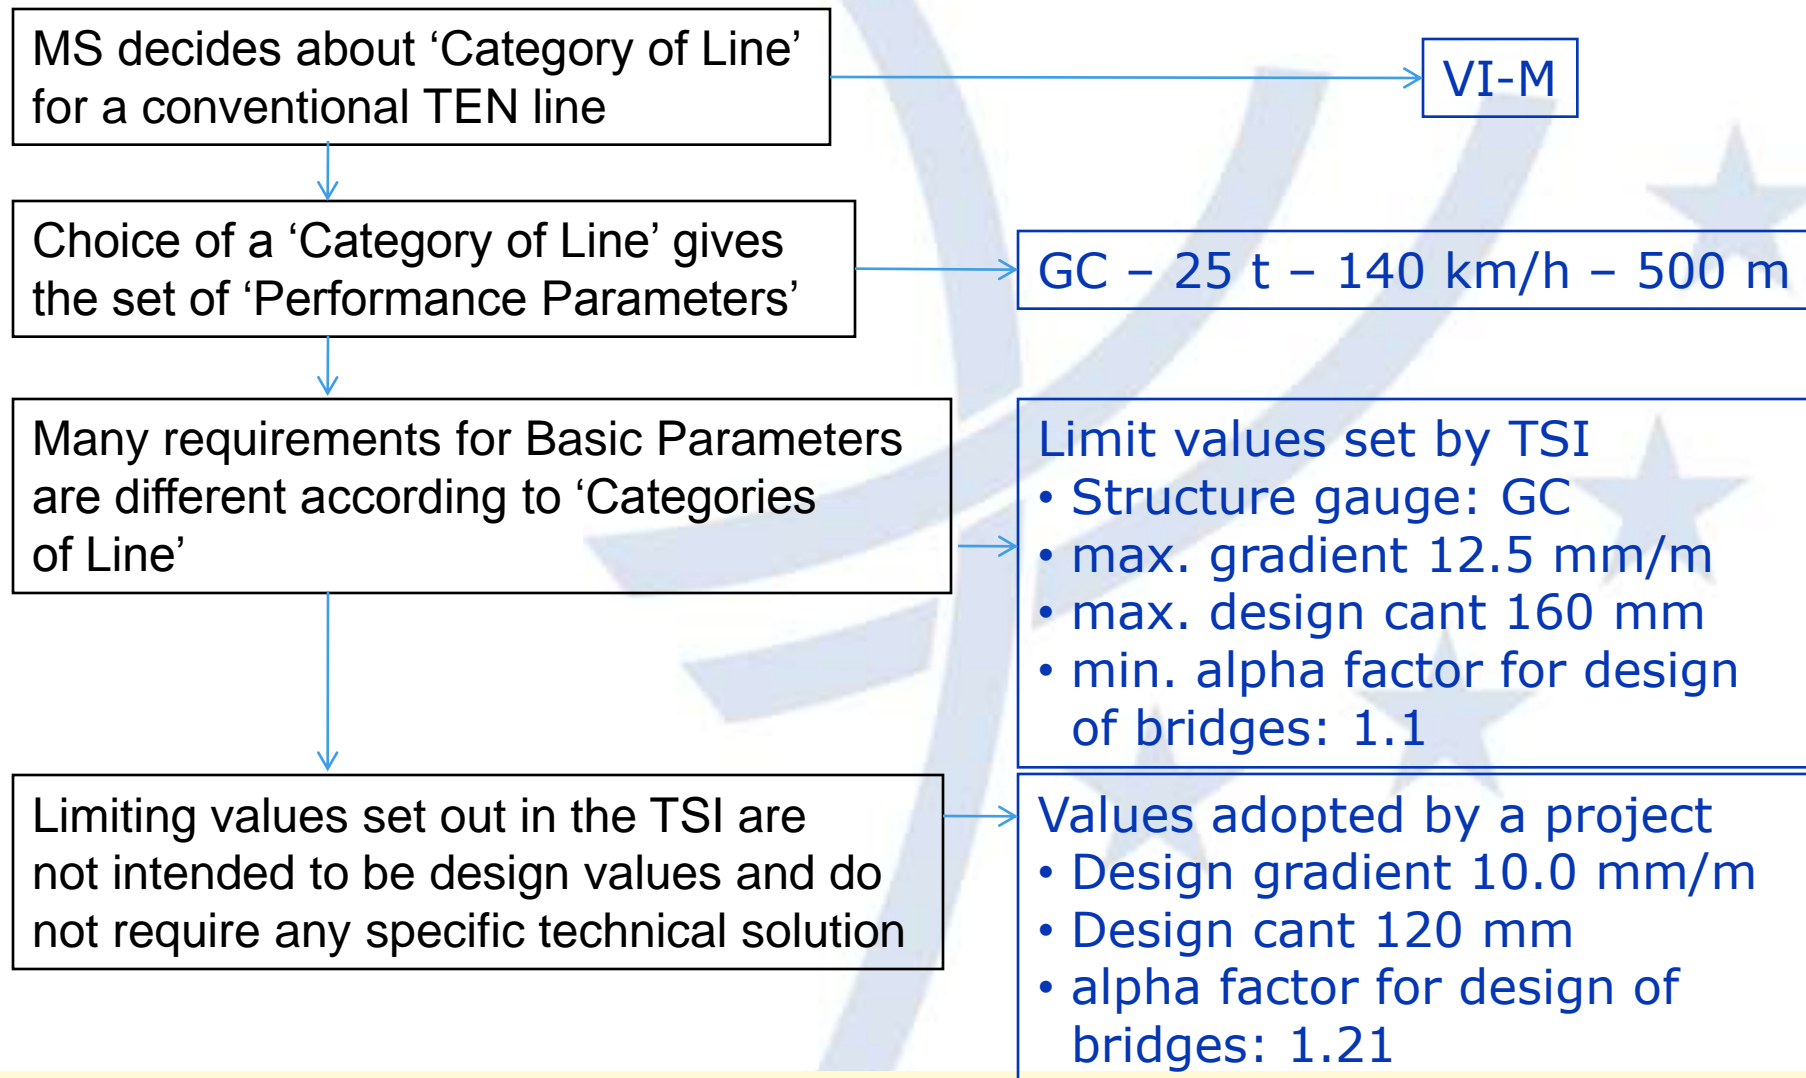 MS decides about ‘Category of Line’
for a conventional TEN line
VI-M
Choice of a ‘Category of Line’ gives
the set of ‘Performance Parameters’
GC – 25 t – 140 km/h – 500 m
Many requirements for Basic Parameters
are different according to ‘Categories
of Line’
Limit values set by TSI
• Structure gauge: GC
• max. gradient 12.5 mm/m
• max. design cant 160 mm
• min. alpha factor for design
of bridges: 1.1
Limiting values set out in the TSI are
not intended to be design values and do
not require any specific technical solution
Values adopted by a project
• Design gradient 10.0 mm/m
• Design cant 120 mm
• alpha factor for design of
bridges: 1.21